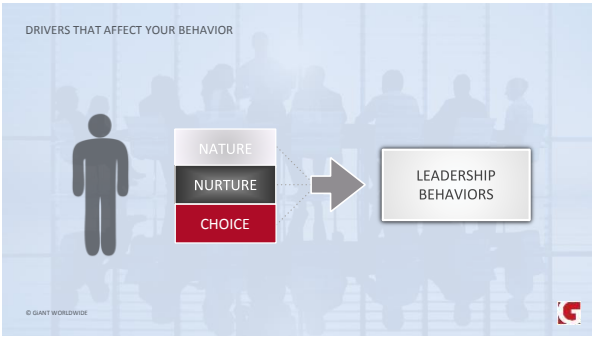 DRIVERS THAT AFFECT YOUR BEHAVIOR
NATURE
NURTURE
CHOICE
LEADERSHIP
BEHAVIORS
© GIANT WORLDWIDE
G